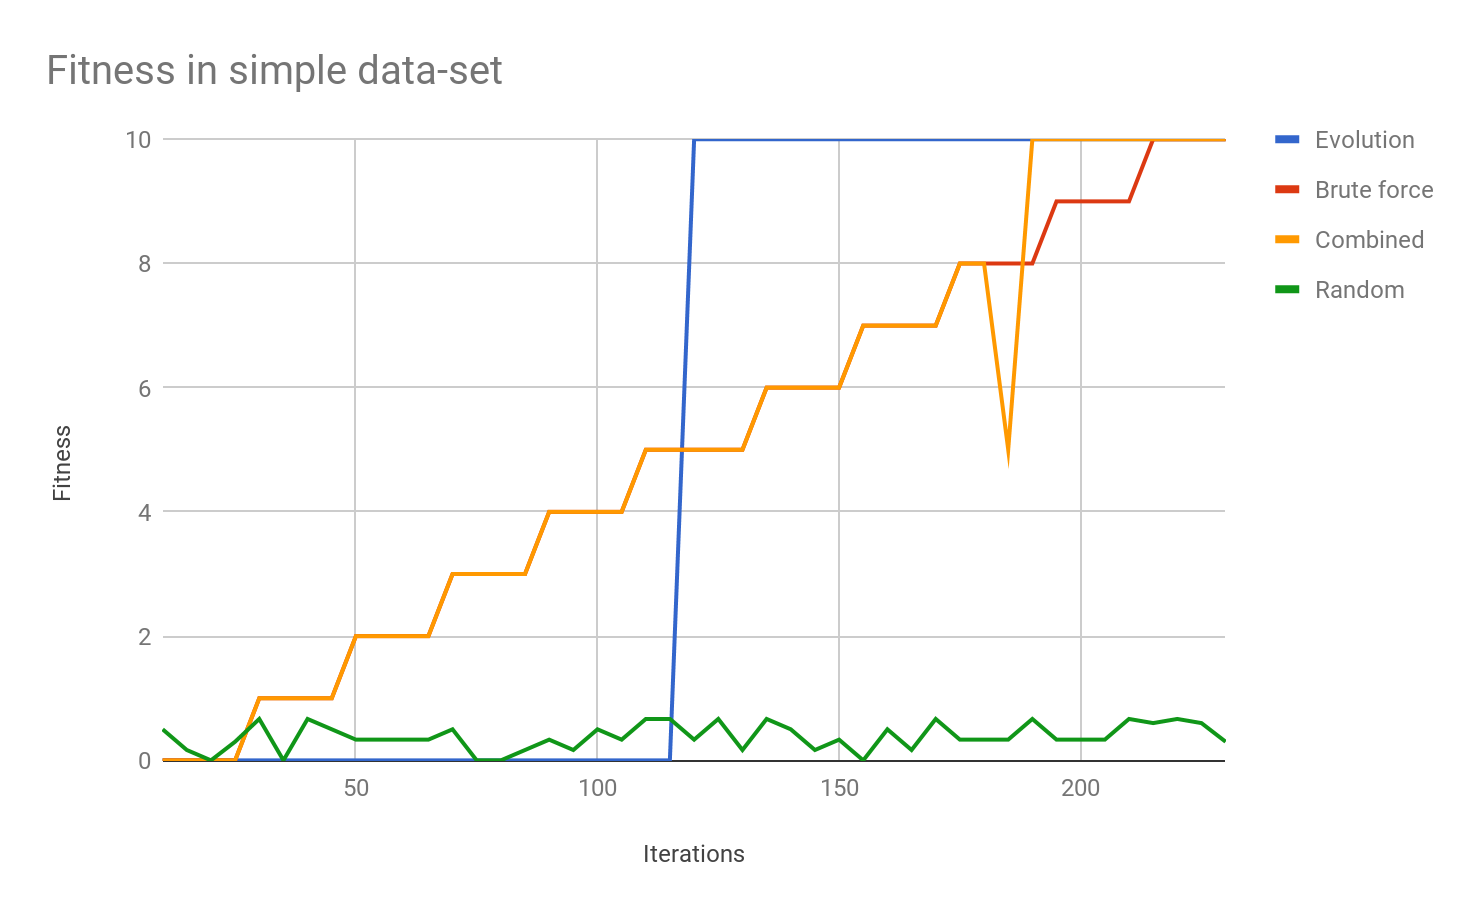 Fitness in simple data-set
10
8
6
4
2
0
Fitness
50 100 150 200
Iterations
Evolution
Brute force
Combined
Random